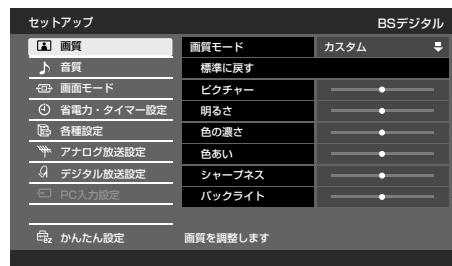 セットアップ
BSデジタル
画質
音質
画面モード
省電力・タイマー設定
各種設定
アナログ放送設定
デジタル放送設定
PC入力設定
かんたん設定
画質モード
カスタム
標準に戻す
ピクチャー
明るさ
色の濃さ
色あい
シャープネス
バックライト
画質を調整します